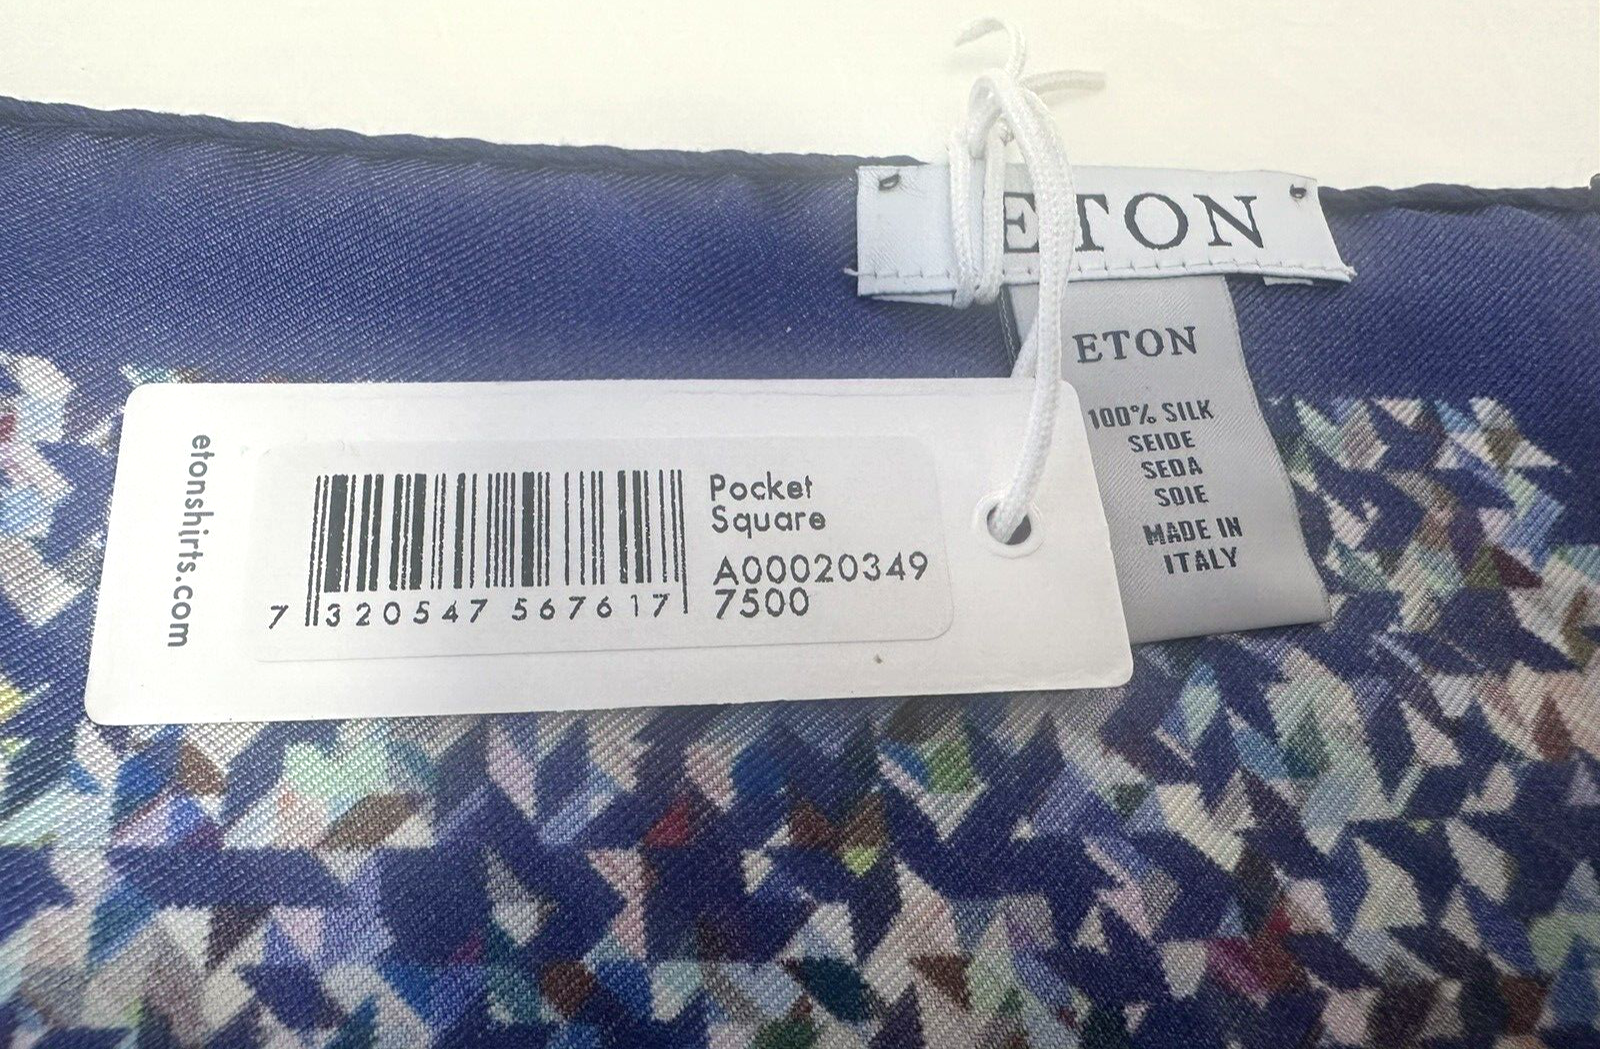 ETON
ETON
100% SILK
SEIDE
SEDA
SOIE
MADE IN
ITALY
etonshirts.com
Pocket
Square
A00020349
7500
7 320547 567617